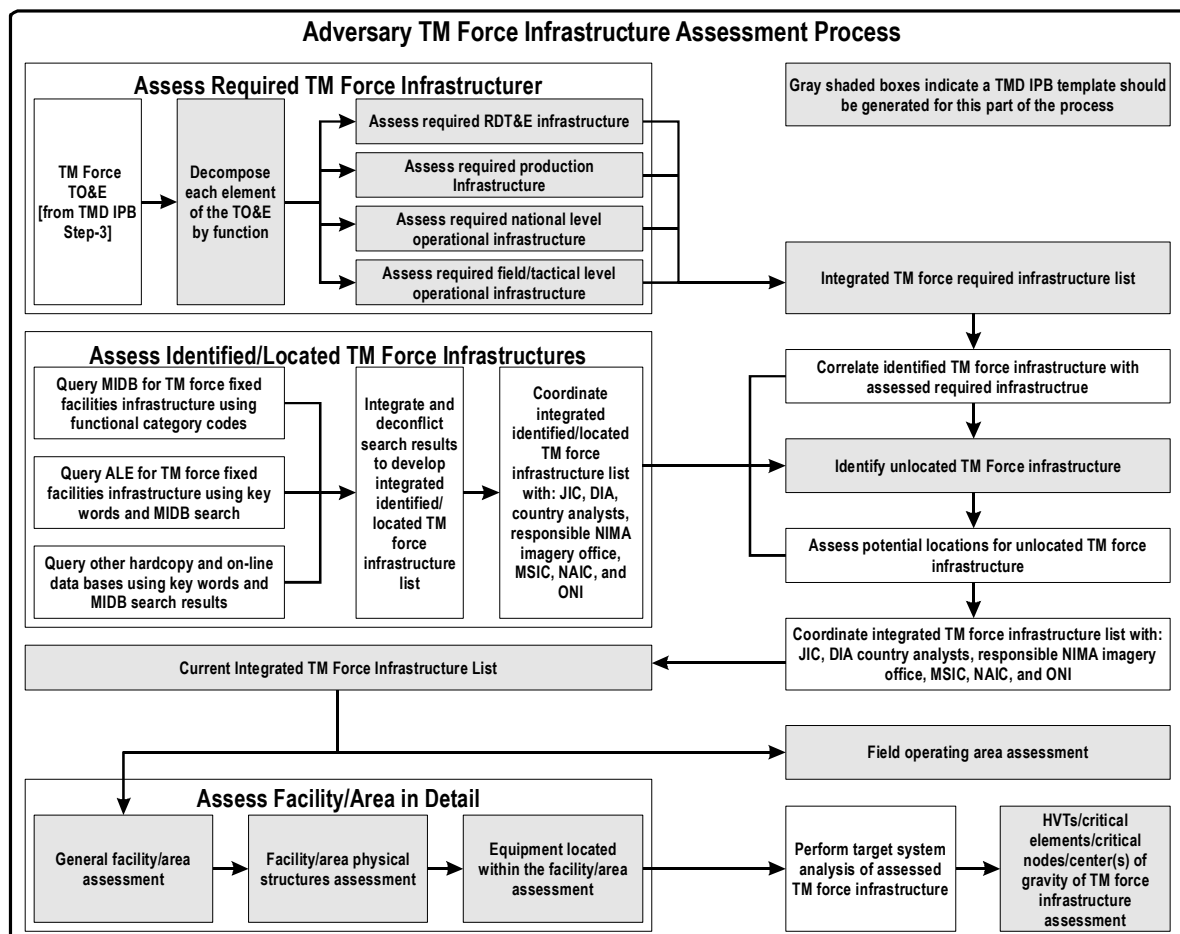 Adversary TM Force Infrastructure Assessment Process
Assess Required TM Force Infrastructurer
TM Force
TO&E
[from TMD IPB
Step-3]
Decompose
each element
of the TO&E
by function
Assess required RDT&E infrastructure
Assess required production
Infrastructure
Assess required national level
operational infrastructure
Assess required field/tactical level
operational infrastructure
Gray shaded boxes indicate a TMD IPB template should
be generated for this part of the process
Integrated TM force required infrastructure list
Assess Identified/Located TM Force Infrastructures
Query MIDB for TM force fixed
facilities infrastructure using
functional category codes
Query ALE for TM force fixed
facilities infrastructure using key
words and MIDB search
Query other hardcopy and on-line
data bases using key words and
MIDB search results
Integrate and
deconflict
search results
to develop
integrated
identified/
located TM
force
infrastructure
list
Coordinate
integrated
identified/located
TM force
infrastructure list
with: JIC, DIA,
country analysts,
responsible NIMA
imagery office,
MSIC, NAIC, and
ONI
Correlate identified TM force infrastructure with
assessed required infrastructrue
Identify unlocated TM Force infrastructure
Assess potential locations for unlocated TM force
infrastructure
Coordinate integrated TM force infrastructure list with:
JIC, DIA country analysts, responsible NIMA imagery
office, MSIC, NAIC, and ONI
Current Integrated TM Force Infrastructure List
Field operating area assessment
Assess Facility/Area in Detail
General facility/area
assessment
Facility/area physical
structures assessment
Equipment located
within the facility/area
assessment
Perform target system
analysis of assessed
TM force infrastructure
HVTs/critical
elements/critical
nodes/center(s) of
gravity of TM force
infrastructure
assessment